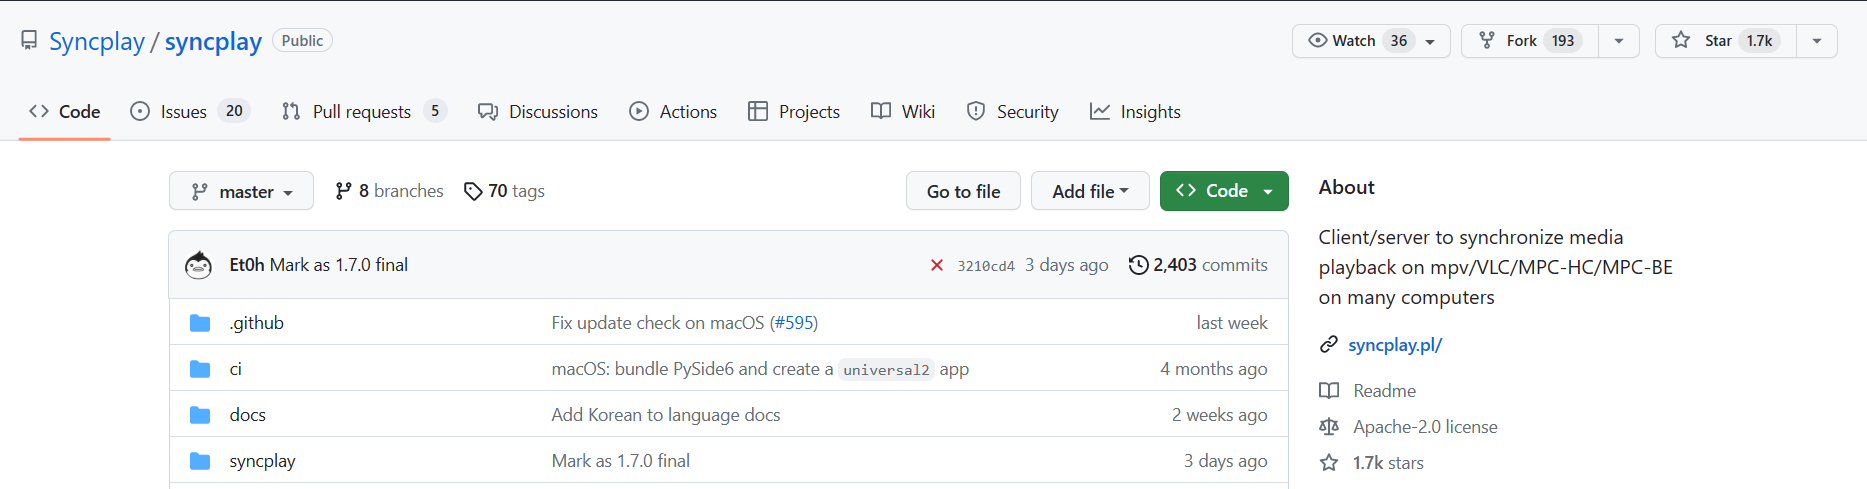 Syncplay / syncplay Public Watch 36 Fork 193 Star 1.7k
Code Issues 20 Pull requests 5 Discussions Actions Projects Wiki Security Insights
master 8 branches 70 tags Go to file Add file Code
Et0h Mark as 1.7.0 final 3210cd4 3 days ago 2,403 commits
.github Fix update check on macOS (#595) last week
ci macOS: bundle PySide6 and create a universal2 app 4 months ago
docs Add Korean to language docs 2 weeks ago
syncplay Mark as 1.7.0 final 3 days ago
About
Client/server to synchronize media
playback on mpv/VLC/MPC-HC/MPC-BE
on many computers
syncplay.pl/
Readme
Apache-2.0 license
1.7k stars